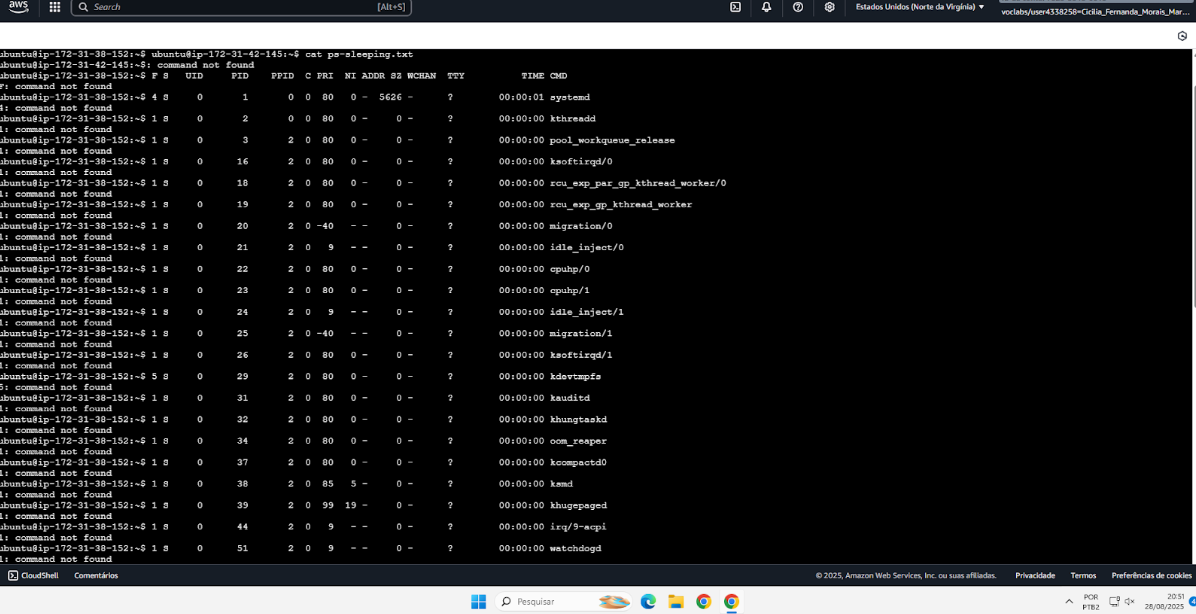 aws
Search
[Alt+S]
Estados Unidos (Norte da Virgínia)
voclabs/user4338258=Cicilia_Fernanda_Morais_Mar...
ubuntu@ip-172-31-38-152:~$ ubuntu@ip-172-31-42-145:~$ cat ps-sleeping.txt
ubuntu@ip-172-31-42-145:~$: command not found
ubuntu@ip-172-31-38-152:~$ F S   UID     PID    PPID  C PRI  NI ADDR SZ WCHAN  TTY          TIME CMD
F: command not found
ubuntu@ip-172-31-38-152:~$ 4 S     0       1       0  0  80   0 -  5626 -      ?        00:00:01 systemd
4: command not found
ubuntu@ip-172-31-38-152:~$ 1 S     0       2       0  0  80   0 -     0 -      ?        00:00:00 kthreadd
1: command not found
ubuntu@ip-172-31-38-152:~$ 1 S     0       3       2  0  80   0 -     0 -      ?        00:00:00 pool_workqueue_release
1: command not found
ubuntu@ip-172-31-38-152:~$ 1 S     0      16       2  0  80   0 -     0 -      ?        00:00:00 ksoftirqd/0
1: command not found
ubuntu@ip-172-31-38-152:~$ 1 S     0      18       2  0  80   0 -     0 -      ?        00:00:00 rcu_exp_par_gp_kthread_worker/0
1: command not found
ubuntu@ip-172-31-38-152:~$ 1 S     0      19       2  0  80   0 -     0 -      ?        00:00:00 rcu_exp_gp_kthread_worker
1: command not found
ubuntu@ip-172-31-38-152:~$ 1 S     0      20       2  0 -40   - -     0 -      ?        00:00:00 migration/0
1: command not found
ubuntu@ip-172-31-38-152:~$ 1 S     0      21       2  0   9   - -     0 -      ?        00:00:00 idle_inject/0
1: command not found
ubuntu@ip-172-31-38-152:~$ 1 S     0      22       2  0  80   0 -     0 -      ?        00:00:00 cpuhp/0
1: command not found
ubuntu@ip-172-31-38-152:~$ 1 S     0      23       2  0  80   0 -     0 -      ?        00:00:00 cpuhp/1
1: command not found
ubuntu@ip-172-31-38-152:~$ 1 S     0      24       2  0   9   - -     0 -      ?        00:00:00 idle_inject/1
1: command not found
ubuntu@ip-172-31-38-152:~$ 1 S     0      25       2  0 -40   - -     0 -      ?        00:00:00 migration/1
1: command not found
ubuntu@ip-172-31-38-152:~$ 1 S     0      26       2  0  80   0 -     0 -      ?        00:00:00 ksoftirqd/1
1: command not found
ubuntu@ip-172-31-38-152:~$ 5 S     0      29       2  0  80   0 -     0 -      ?        00:00:00 kdevtmpfs
5: command not found
ubuntu@ip-172-31-38-152:~$ 1 S     0      31       2  0  80   0 -     0 -      ?        00:00:00 kauditd
1: command not found
ubuntu@ip-172-31-38-152:~$ 1 S     0      32       2  0  80   0 -     0 -      ?        00:00:00 khungtaskd
1: command not found
ubuntu@ip-172-31-38-152:~$ 1 S     0      34       2  0  80   0 -     0 -      ?        00:00:00 oom_reaper
1: command not found
ubuntu@ip-172-31-38-152:~$ 1 S     0      37       2  0  80   0 -     0 -      ?        00:00:00 kcompactd0
1: command not found
ubuntu@ip-172-31-38-152:~$ 1 S     0      38       2  0  85   5 -     0 -      ?        00:00:00 ksmd
1: command not found
ubuntu@ip-172-31-38-152:~$ 1 S     0      39       2  0  99  19 -     0 -      ?        00:00:00 khugepaged
1: command not found
ubuntu@ip-172-31-38-152:~$ 1 S     0      44       2  0   9   - -     0 -      ?        00:00:00 irq/9-acpi
1: command not found
ubuntu@ip-172-31-38-152:~$ 1 S     0      51       2  0   9   - -     0 -      ?        00:00:00 watchdogd
1: command not found
CloudShell
Comentários
© 2025, Amazon Web Services, Inc. ou suas afiliadas.
Privacidade
Termos
Preferências de cookies
Pesquisar
POR
PTB2
20:51
28/08/2025